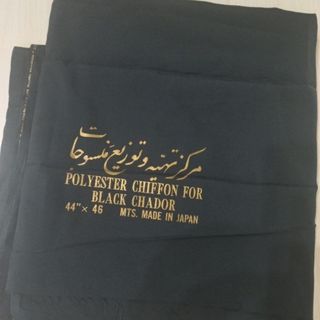 مرکز تهیه و توزیع منسوجات
POLYESTER CHIFFON FOR
BLACK CHADOR
44"× 46 MTS. MADE IN JAPAN